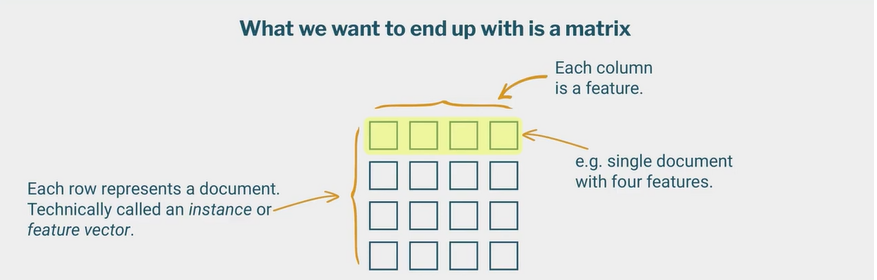 What we want to end up with is a matrix
Each column
is a feature.
e.g. single document
with four features.
Each row represents a document.
Technically called an instance or
feature vector.